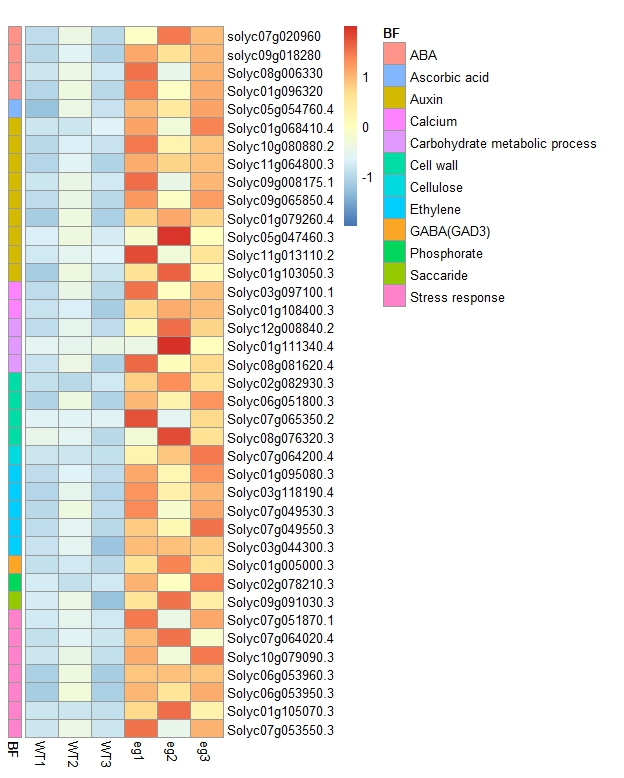 solyc07g020960
solyc09g018280
Solyc08g006330
Solyc01g096320
Solyc05g054760.4
Solyc01g068410.4
Solyc10g080880.2
Solyc11g064800.3
Solyc09g008175.1
Solyc09g065850.4
Solyc01g079260.4
Solyc05g047460.3
Solyc11g013110.2
Solyc01g103050.3
Solyc03g097100.1
Solyc01g108400.3
Solyc12g008840.2
Solyc01g111340.4
Solyc08g081620.4
Solyc02g082930.3
Solyc06g051800.3
Solyc07g065350.2
Solyc08g076320.3
Solyc07g064200.4
Solyc01g095080.3
Solyc03g118190.4
Solyc07g049530.3
Solyc07g049550.3
Solyc03g044300.3
Solyc01g005000.3
Solyc02g078210.3
Solyc09g091030.3
Solyc07g051870.1
Solyc07g064020.4
Solyc10g079090.3
Solyc06g053960.3
Solyc06g053950.3
Solyc01g105070.3
Solyc07g053550.3
BF
WT1
WT2
WT3
eg1
eg2
eg3
1
0
-1
BF
ABA
Ascorbic acid
Auxin
Calcium
Carbohydrate metabolic process
Cell wall
Cellulose
Ethylene
GABA(GAD3)
Phosphorate
Saccaride
Stress response